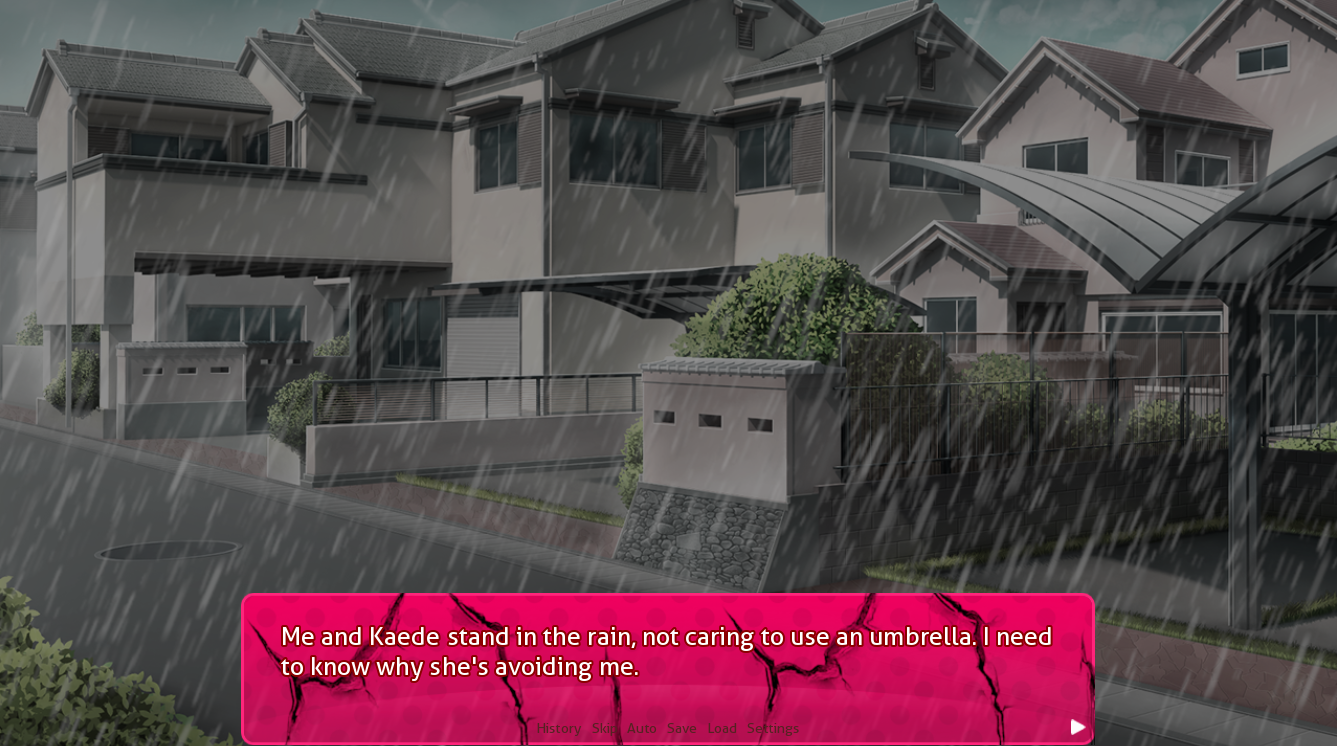 Me and Kaede stand in the rain, not caring to use an umbrella. I need
to know why she's avoiding me.
History Skip Auto Save Load Settings